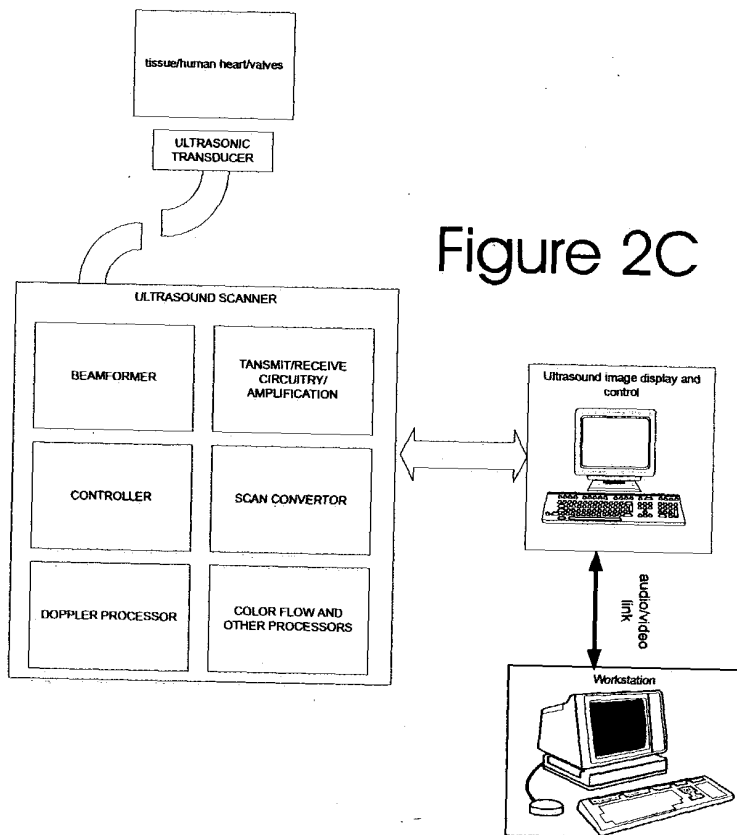 tissue/human heart/valves
ULTRASONIC
TRANSDUCER
Figure 2C
ULTRASOUND SCANNER
BEAMFORMER
TANSMIT/RECEIVE
CIRCUITRY/
AMPLIFICATION
CONTROLLER
SCAN CONVERTOR
DOPPLER PROCESSOR
COLOR FLOW AND
OTHER PROCESSORS
Ultrasound image display and
control
audio/video
link
Workstation